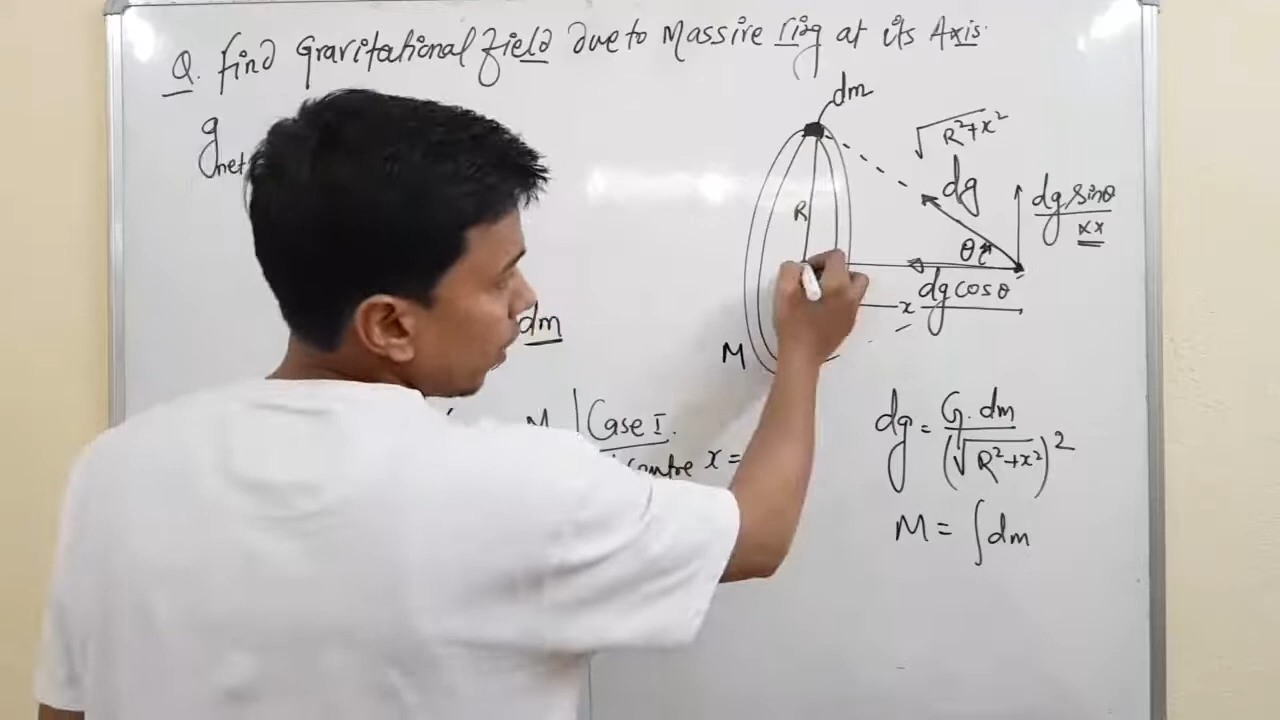 Q. Find Gravitational field due to Massive ring at its Axis.
g net
dm
√R²+x²
dg
dg sinθ
xx
R
θ
dg cosθ
x
M
dm
M
Case I.
centre x =
dg = G. dm / (√R²+x²)²
M = ∫dm